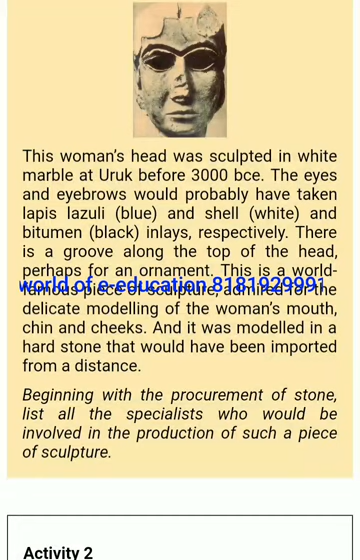 This woman's head was sculpted in white
marble at Uruk before 3000 bce. The eyes
and eyebrows would probably have taken
lapis lazuli (blue) and shell (white) and
bitumen (black) inlays, respectively. There
is a groove along the top of the head,
perhaps for an ornament. This is a world-
world of e-education 8181929991
famous piece of sculpture, admired for the
delicate modelling of the woman's mouth,
chin and cheeks. And it was modelled in a
hard stone that would have been imported
from a distance.
Beginning with the procurement of stone,
list all the specialists who would be
involved in the production of such a piece
of sculpture.
Activity 2